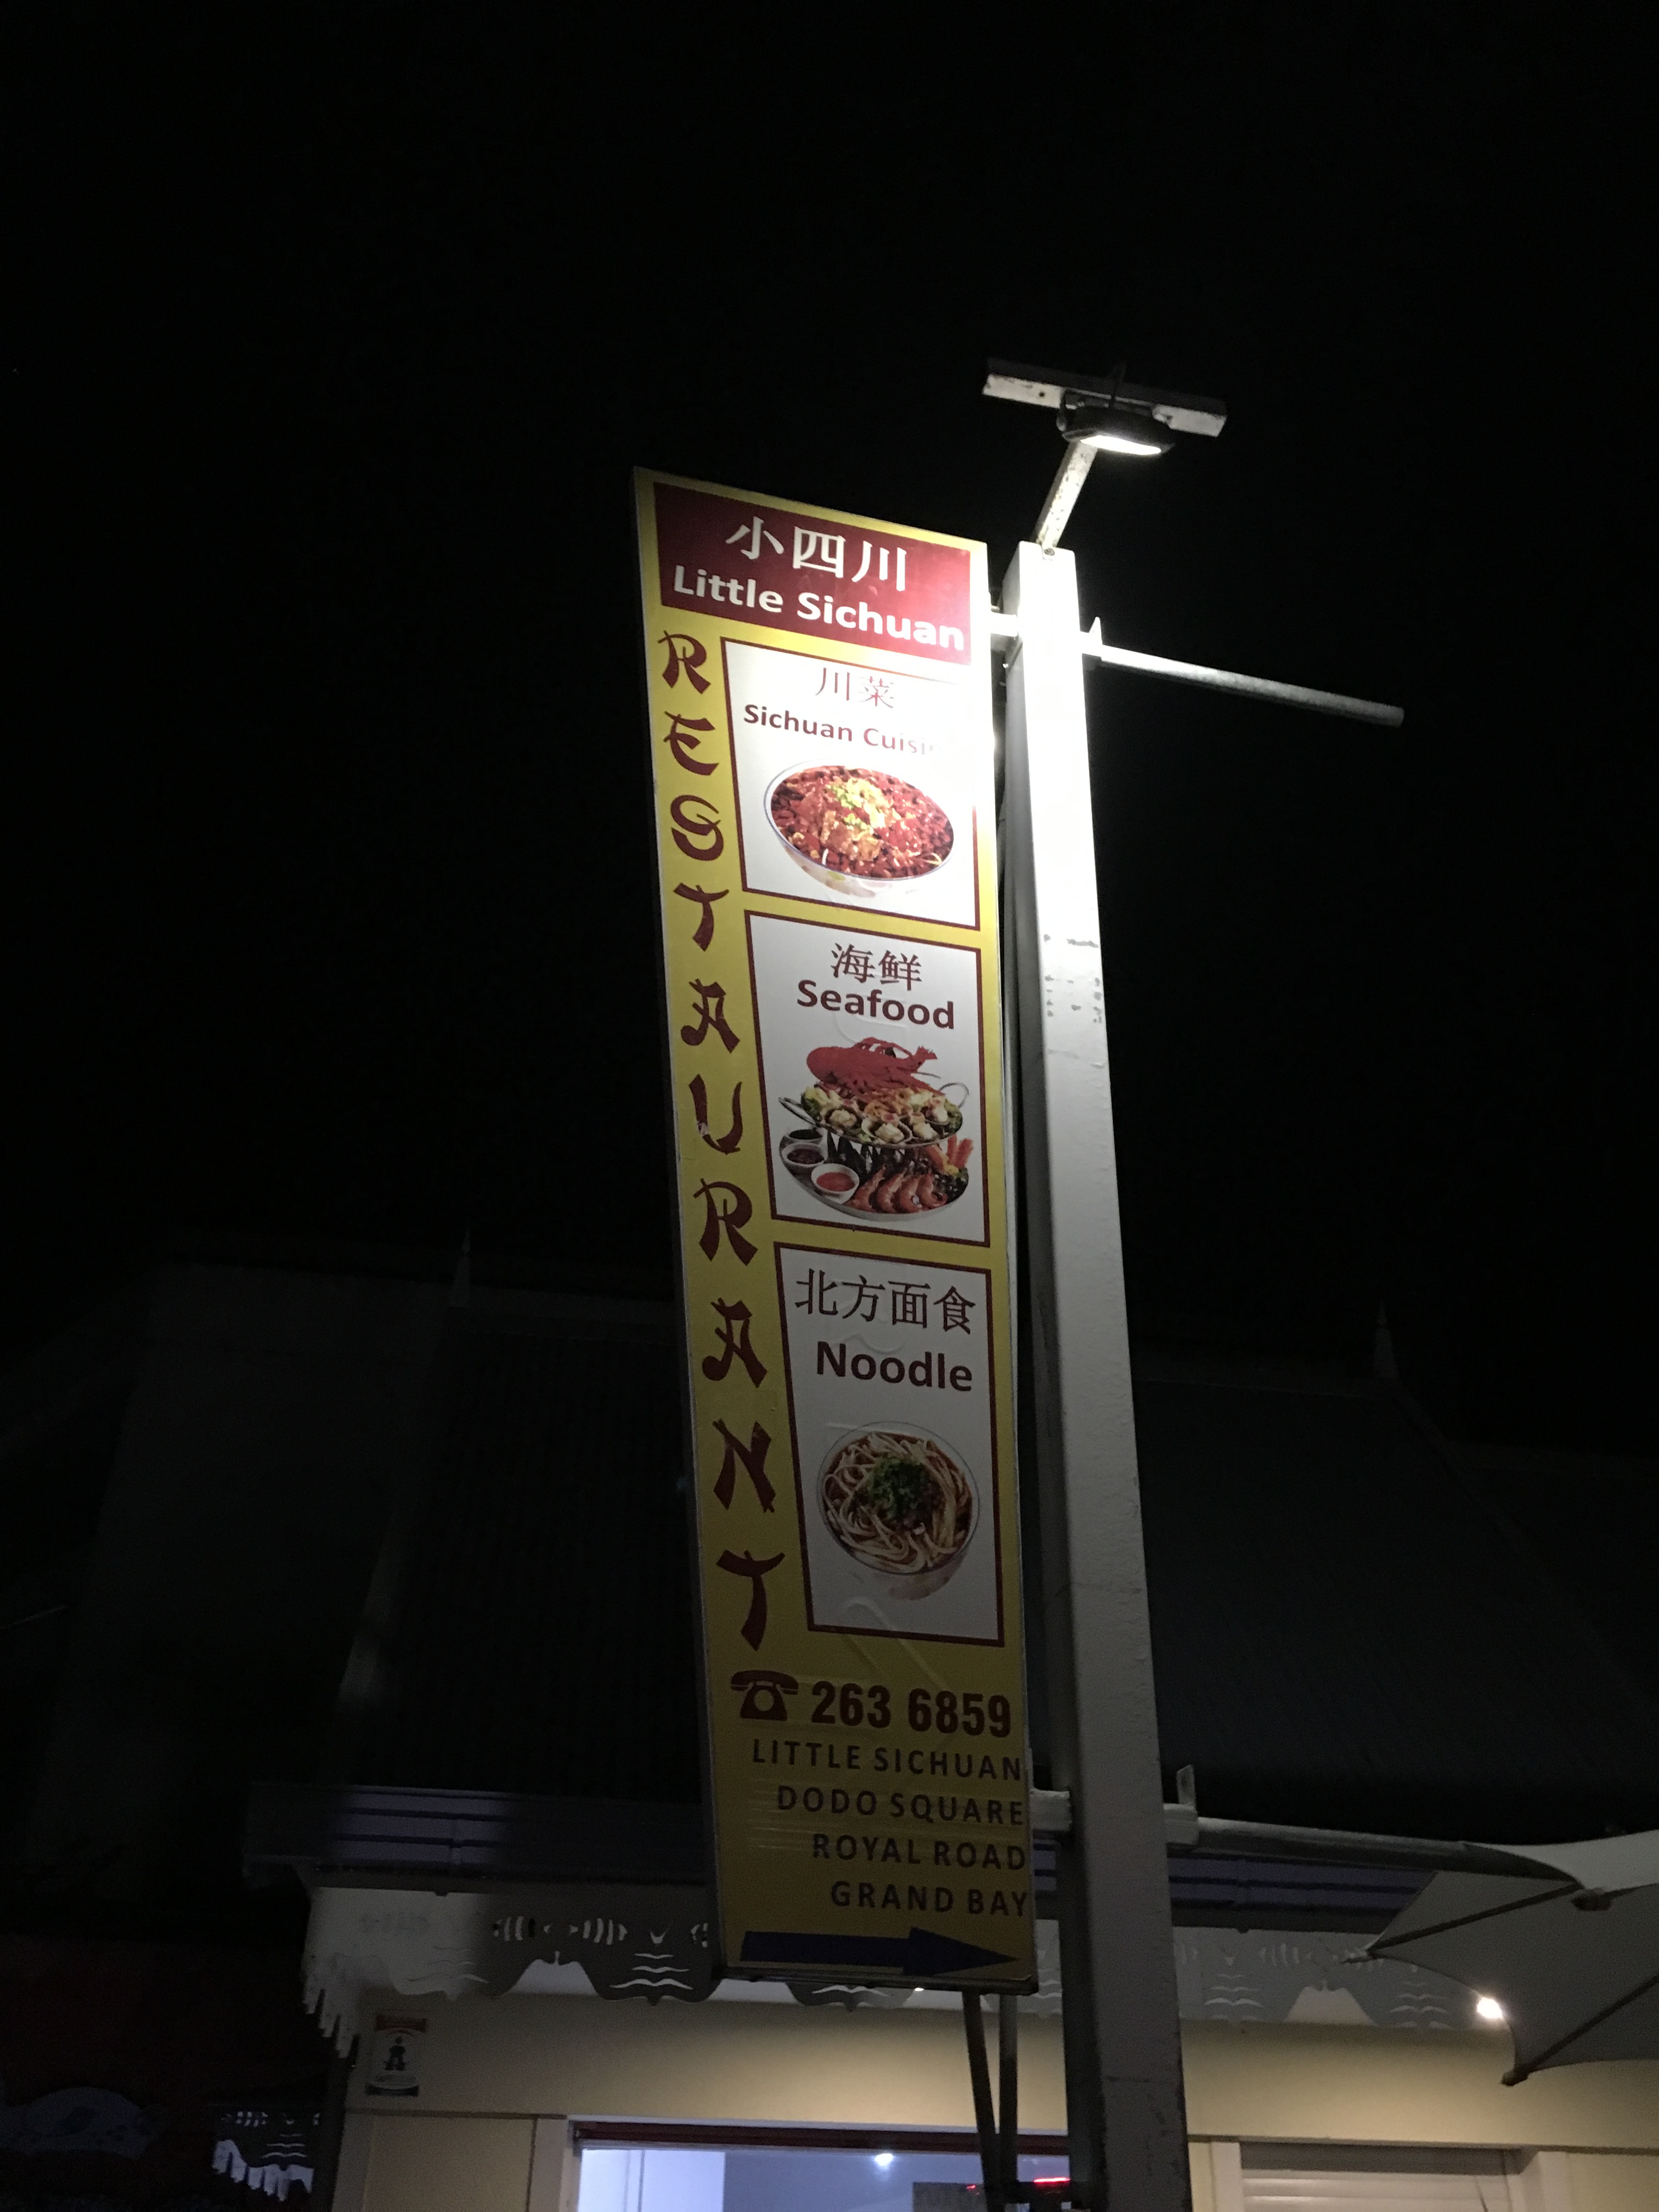 小四川
Little Sichuan
RESTAURANT
川菜
Sichuan Cuisin
海鲜
Seafood
北方面食
Noodle
☎ 263 6859
LITTLE SICHUAN
DODO SQUARE
ROYAL ROAD
GRAND BAY